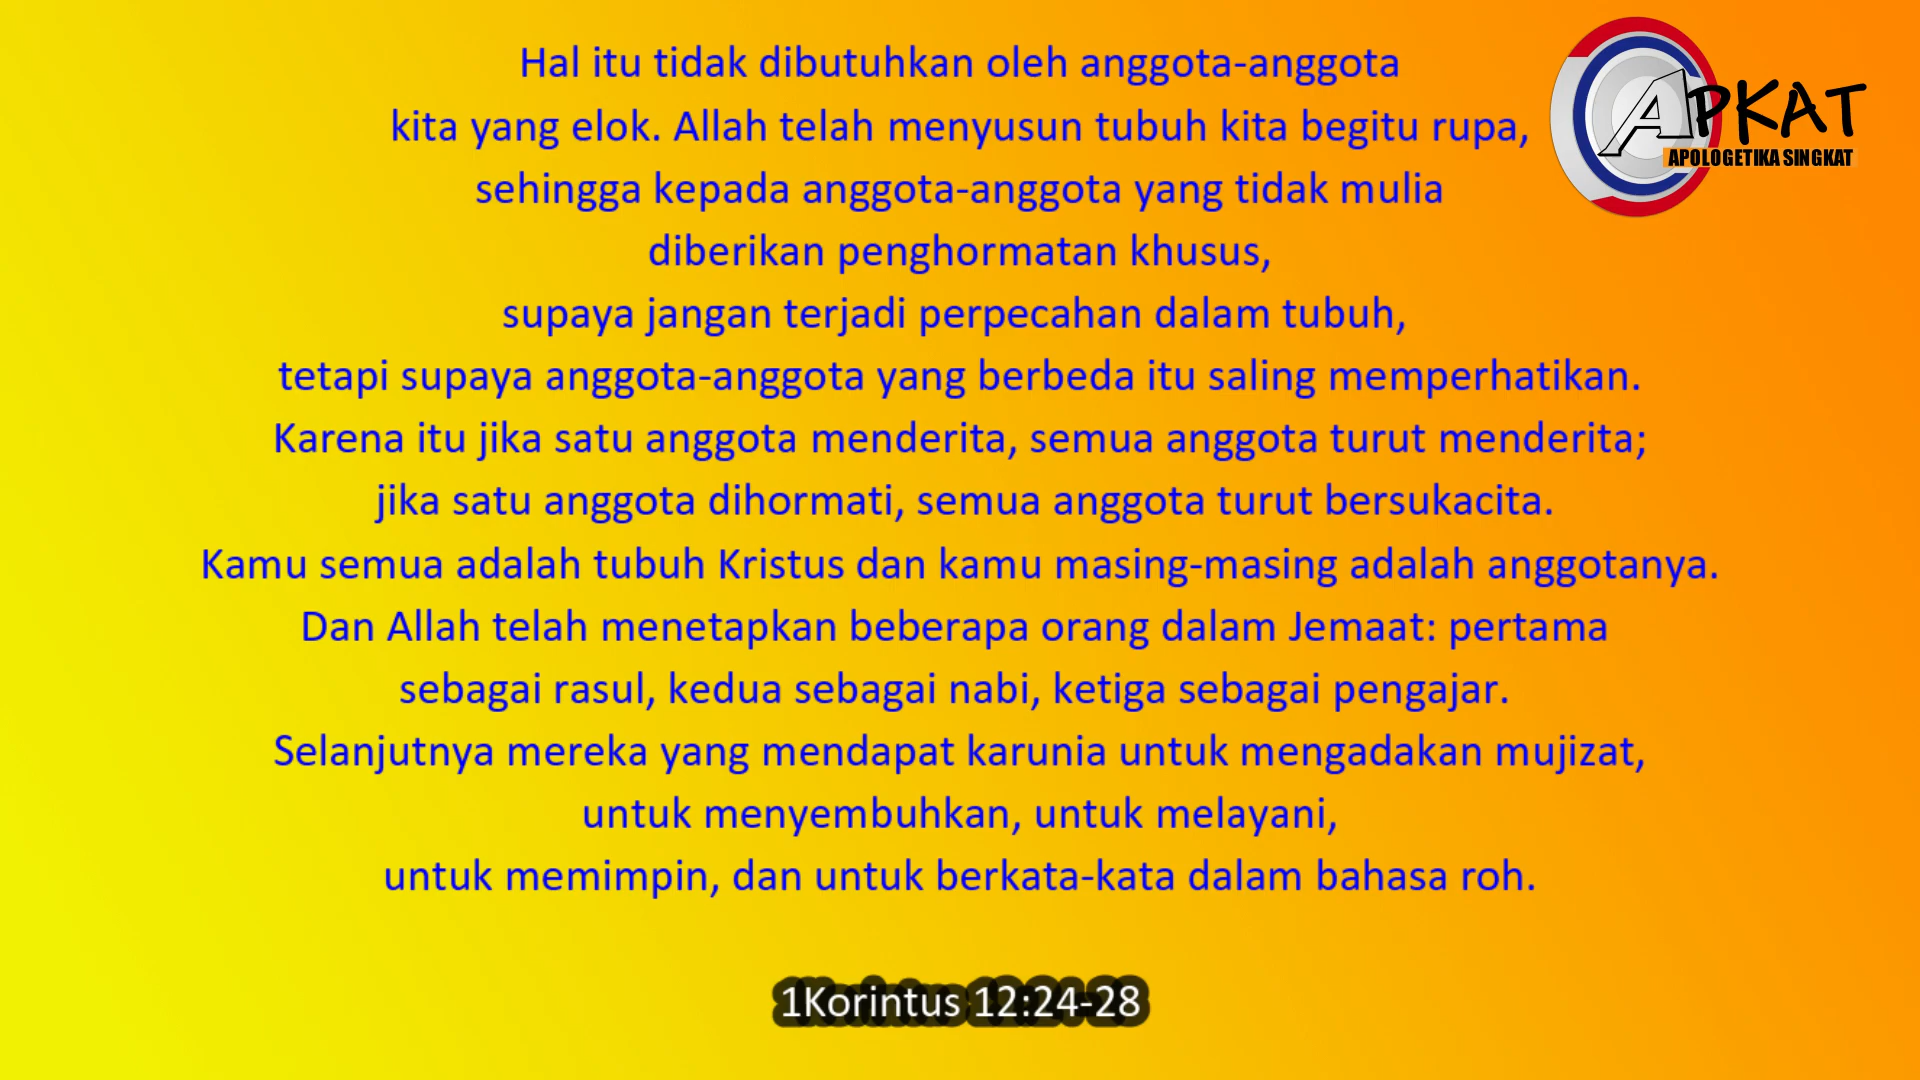 Hal itu tidak dibutuhkan oleh anggota-anggota
kita yang elok. Allah telah menyusun tubuh kita begitu rupa,
sehingga kepada anggota-anggota yang tidak mulia
diberikan penghormatan khusus,
supaya jangan terjadi perpecahan dalam tubuh,
tetapi supaya anggota-anggota yang berbeda itu saling memperhatikan.
Karena itu jika satu anggota menderita, semua anggota turut menderita;
jika satu anggota dihormati, semua anggota turut bersukacita.
Kamu semua adalah tubuh Kristus dan kamu masing-masing adalah anggotanya.
Dan Allah telah menetapkan beberapa orang dalam Jemaat: pertama
sebagai rasul, kedua sebagai nabi, ketiga sebagai pengajar.
Selanjutnya mereka yang mendapat karunia untuk mengadakan mujizat,
untuk menyembuhkan, untuk melayani,
untuk memimpin, dan untuk berkata-kata dalam bahasa roh.
1Korintus 12:24-28
APKAT
APOLOGETIKA SINGKAT